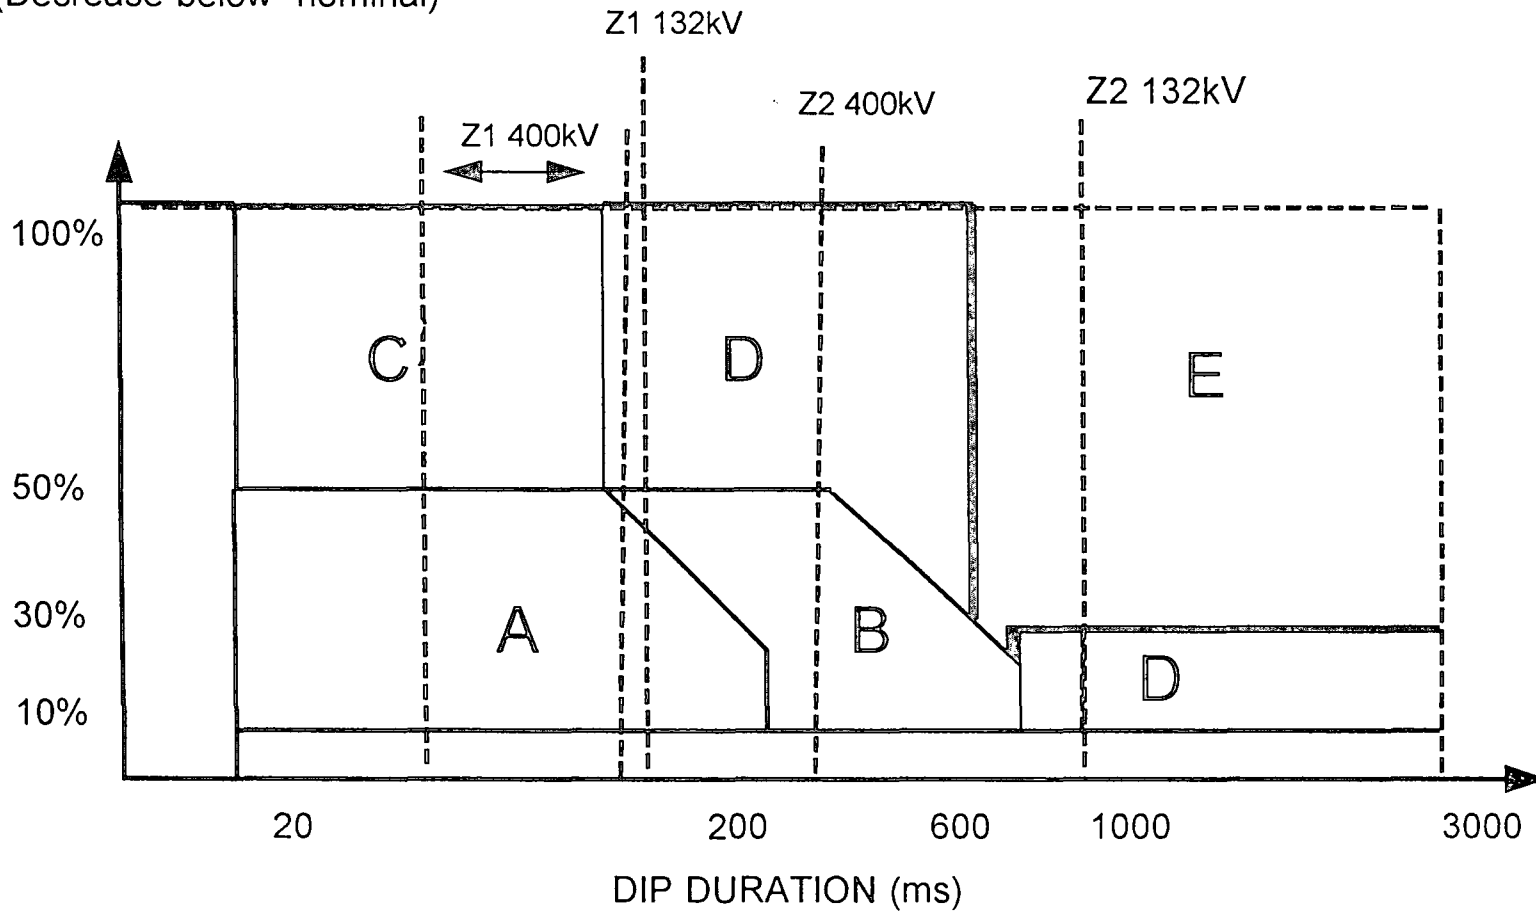 (Decrease below nominal)
Z1 132kV
Z2 132kV
Z2 400kV
Z1 400kV
100%
C
D
E
50%
30%
A
B
D
10%
20
200
600
1000
3000
DIP DURATION (ms)